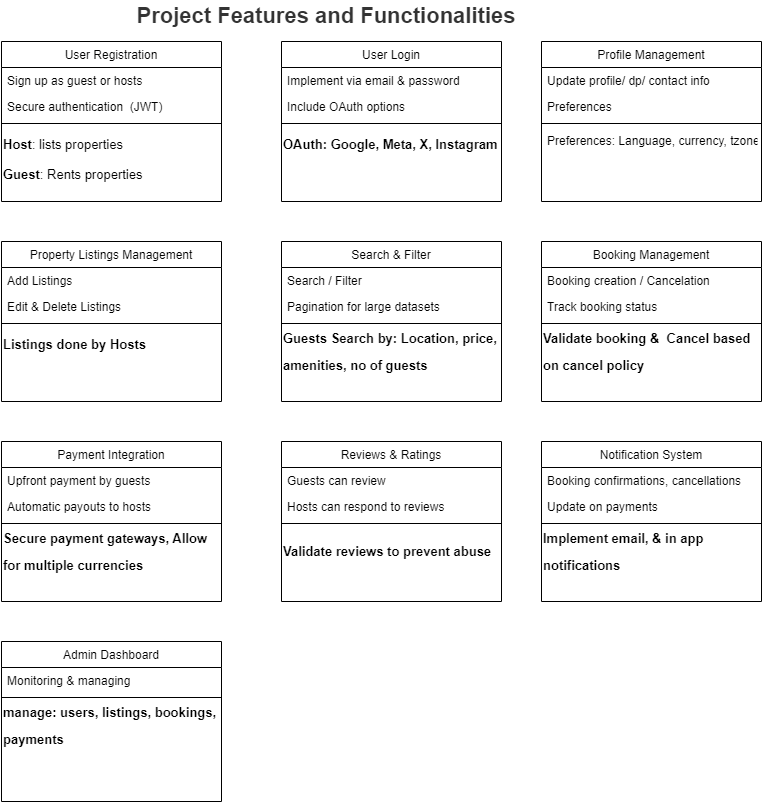 Project Features and Functionalities
User Registration
Sign up as guest or hosts
Secure authentication (JWT)
Host: lists properties
Guest: Rents properties
User Login
Implement via email & password
Include OAuth options
OAuth: Google, Meta, X, Instagram
Profile Management
Update profile/ dp/ contact info
Preferences
Preferences: Language, currency, tzone
Property Listings Management
Add Listings
Edit & Delete Listings
Listings done by Hosts
Search & Filter
Search / Filter
Pagination for large datasets
Guests Search by: Location, price,
amenities, no of guests
Booking Management
Booking creation / Cancelation
Track booking status
Validate booking & Cancel based
on cancel policy
Payment Integration
Upfront payment by guests
Automatic payouts to hosts
Secure payment gateways, Allow
for multiple currencies
Reviews & Ratings
Guests can review
Hosts can respond to reviews
Validate reviews to prevent abuse
Notification System
Booking confirmations, cancellations
Update on payments
Implement email, & in app
notifications
Admin Dashboard
Monitoring & managing
manage: users, listings, bookings,
payments